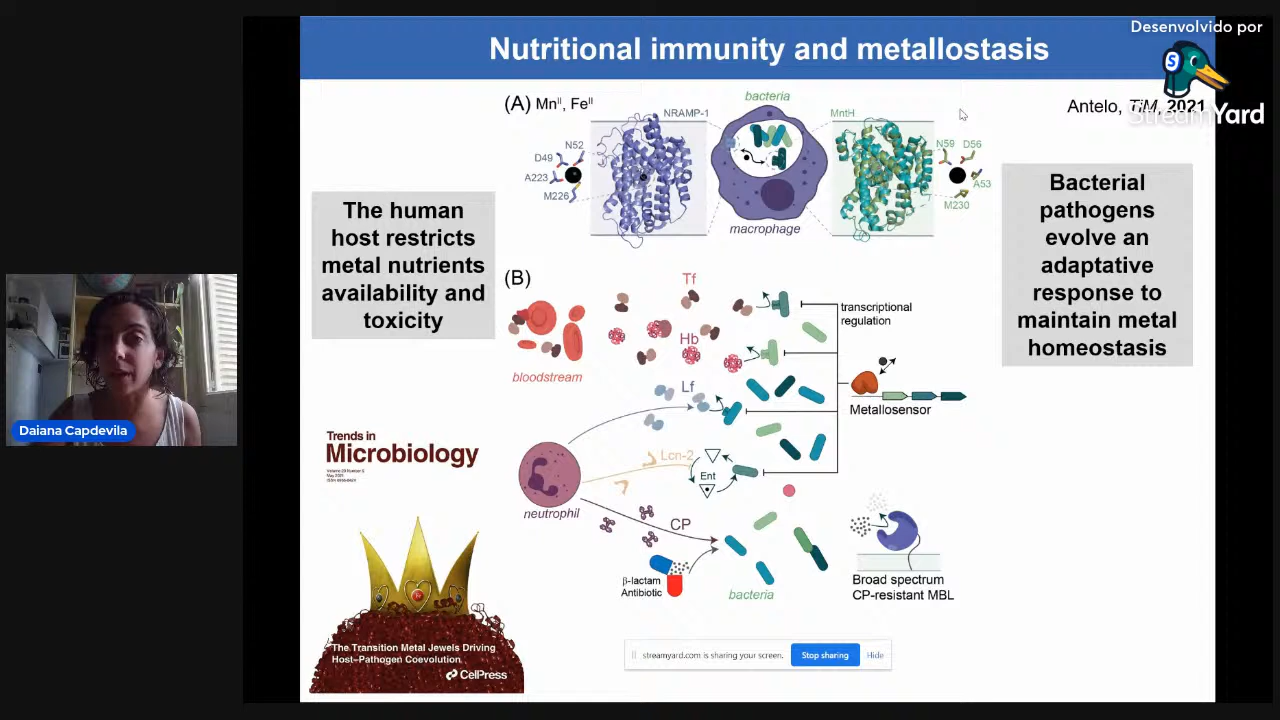 Desenvolvido por
StreamYard
Nutritional immunity and metallostasis
Antelo, TiM, 2021
(A) Mn^II, Fe^II
bacteria
NRAMP-1
MntH
N52
D49
A223
M226
N59 D56
A53
M230
macrophage
The human
host restricts
metal nutrients
availability and
toxicity
Bacterial
pathogens
evolve an
adaptative
response to
maintain metal
homeostasis
(B)
Tf
Hb
Lf
bloodstream
transcriptional
regulation
Metallosensor
Lcn-2
Ent
neutrophil
CP
β-lactam
Antibiotic
bacteria
Broad spectrum
CP-resistant MBL
Daiana Capdevila
Trends in
Microbiology
The Transition Metal Jewels Driving
Host–Pathogen Coevolution
CellPress
streamyard.com is sharing your screen.
Stop sharing
Hide